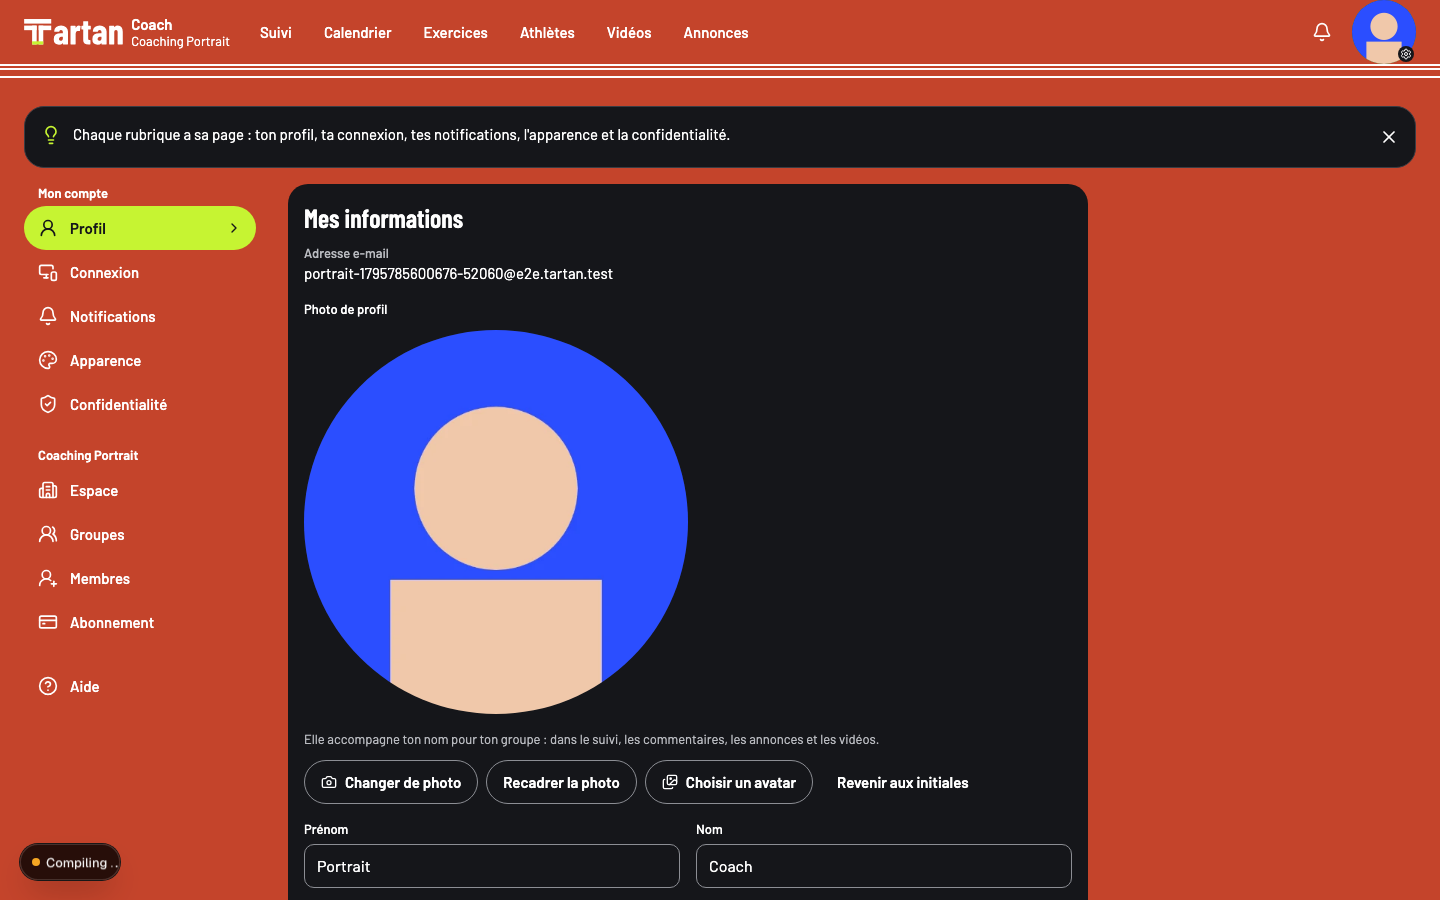 Tartan
Coach
Coaching Portrait
Suivi
Calendrier
Exercices
Athlètes
Vidéos
Annonces
Chaque rubrique a sa page : ton profil, ta connexion, tes notifications, l'apparence et la confidentialité.
Mon compte
Profil
Connexion
Notifications
Apparence
Confidentialité
Coaching Portrait
Espace
Groupes
Membres
Abonnement
Aide
Mes informations
Adresse e-mail
portrait-1795785600676-52060@e2e.tartan.test
Photo de profil
Elle accompagne ton nom pour ton groupe : dans le suivi, les commentaires, les annonces et les vidéos.
Changer de photo
Recadrer la photo
Choisir un avatar
Revenir aux initiales
Prénom
Nom
Portrait
Coach
Compiling ..